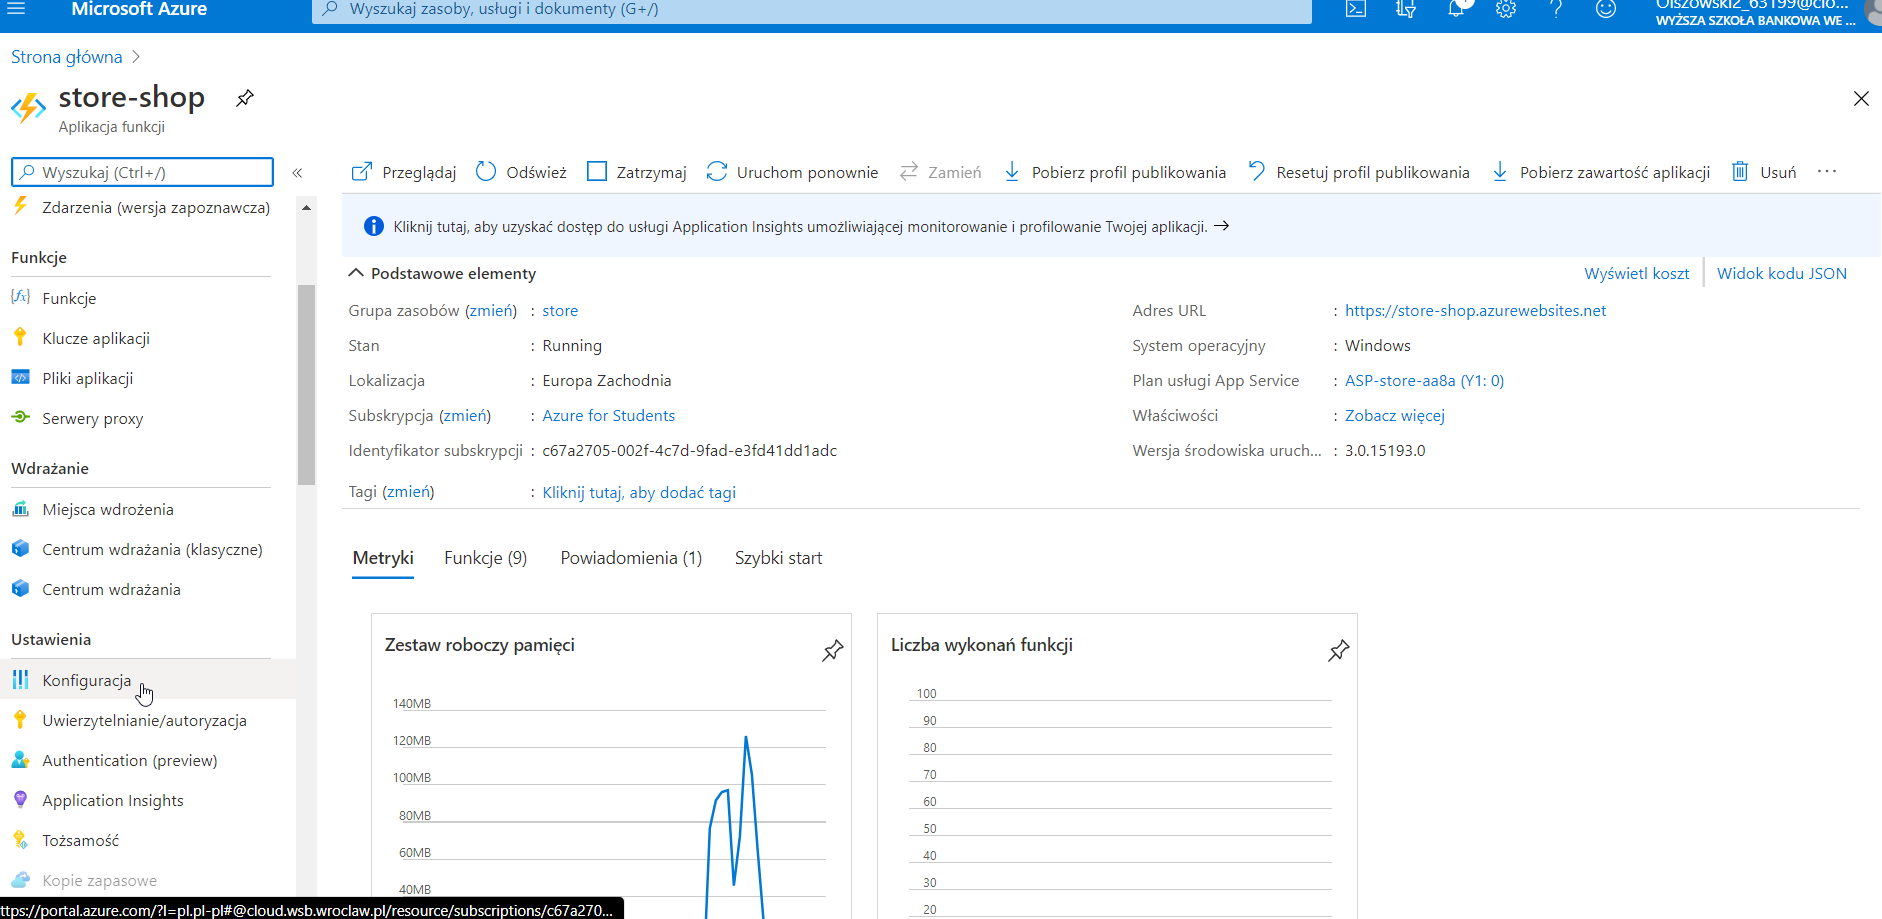 Microsoft Azure
Wyszukaj zasoby, usługi i dokumenty (G+/)
Olszowski2_63199@clo...
WYŻSZA SZKOŁA BANKOWA WE ...
Strona główna
store-shop
Aplikacja funkcji
Wyszukaj (Ctrl+/)
Przeglądaj
Odśwież
Zatrzymaj
Uruchom ponownie
Zamień
Pobierz profil publikowania
Resetuj profil publikowania
Pobierz zawartość aplikacji
Usuń
Zdarzenia (wersja zapoznawcza)
Funkcje
Funkcje
Klucze aplikacji
Pliki aplikacji
Serwery proxy
Wdrażanie
Miejsca wdrożenia
Centrum wdrażania (klasyczne)
Centrum wdrażania
Ustawienia
Konfiguracja
Uwierzytelnianie/autoryzacja
Authentication (preview)
Application Insights
Tożsamość
Kopie zapasowe
Kliknij tutaj, aby uzyskać dostęp do usługi Application Insights umożliwiającej monitorowanie i profilowanie Twojej aplikacji. →
Podstawowe elementy
Wyświetl koszt
Widok kodu JSON
Grupa zasobów (zmień) : store
Stan : Running
Lokalizacja : Europa Zachodnia
Subskrypcja (zmień) : Azure for Students
Identyfikator subskrypcji : c67a2705-002f-4c7d-9fad-e3fd41dd1adc
Tagi (zmień) : Kliknij tutaj, aby dodać tagi
Adres URL : https://store-shop.azurewebsites.net
System operacyjny : Windows
Plan usługi App Service : ASP-store-aa8a (Y1: 0)
Właściwości : Zobacz więcej
Wersja środowiska uruch... : 3.0.15193.0
Metryki
Funkcje (9)
Powiadomienia (1)
Szybki start
Zestaw roboczy pamięci
140MB
120MB
100MB
80MB
60MB
40MB
Liczba wykonań funkcji
100
90
80
70
60
50
40
30
20
ttps://portal.azure.com/?l=pl.pl-pl#@cloud.wsb.wroclaw.pl/resource/subscriptions/c67a270...